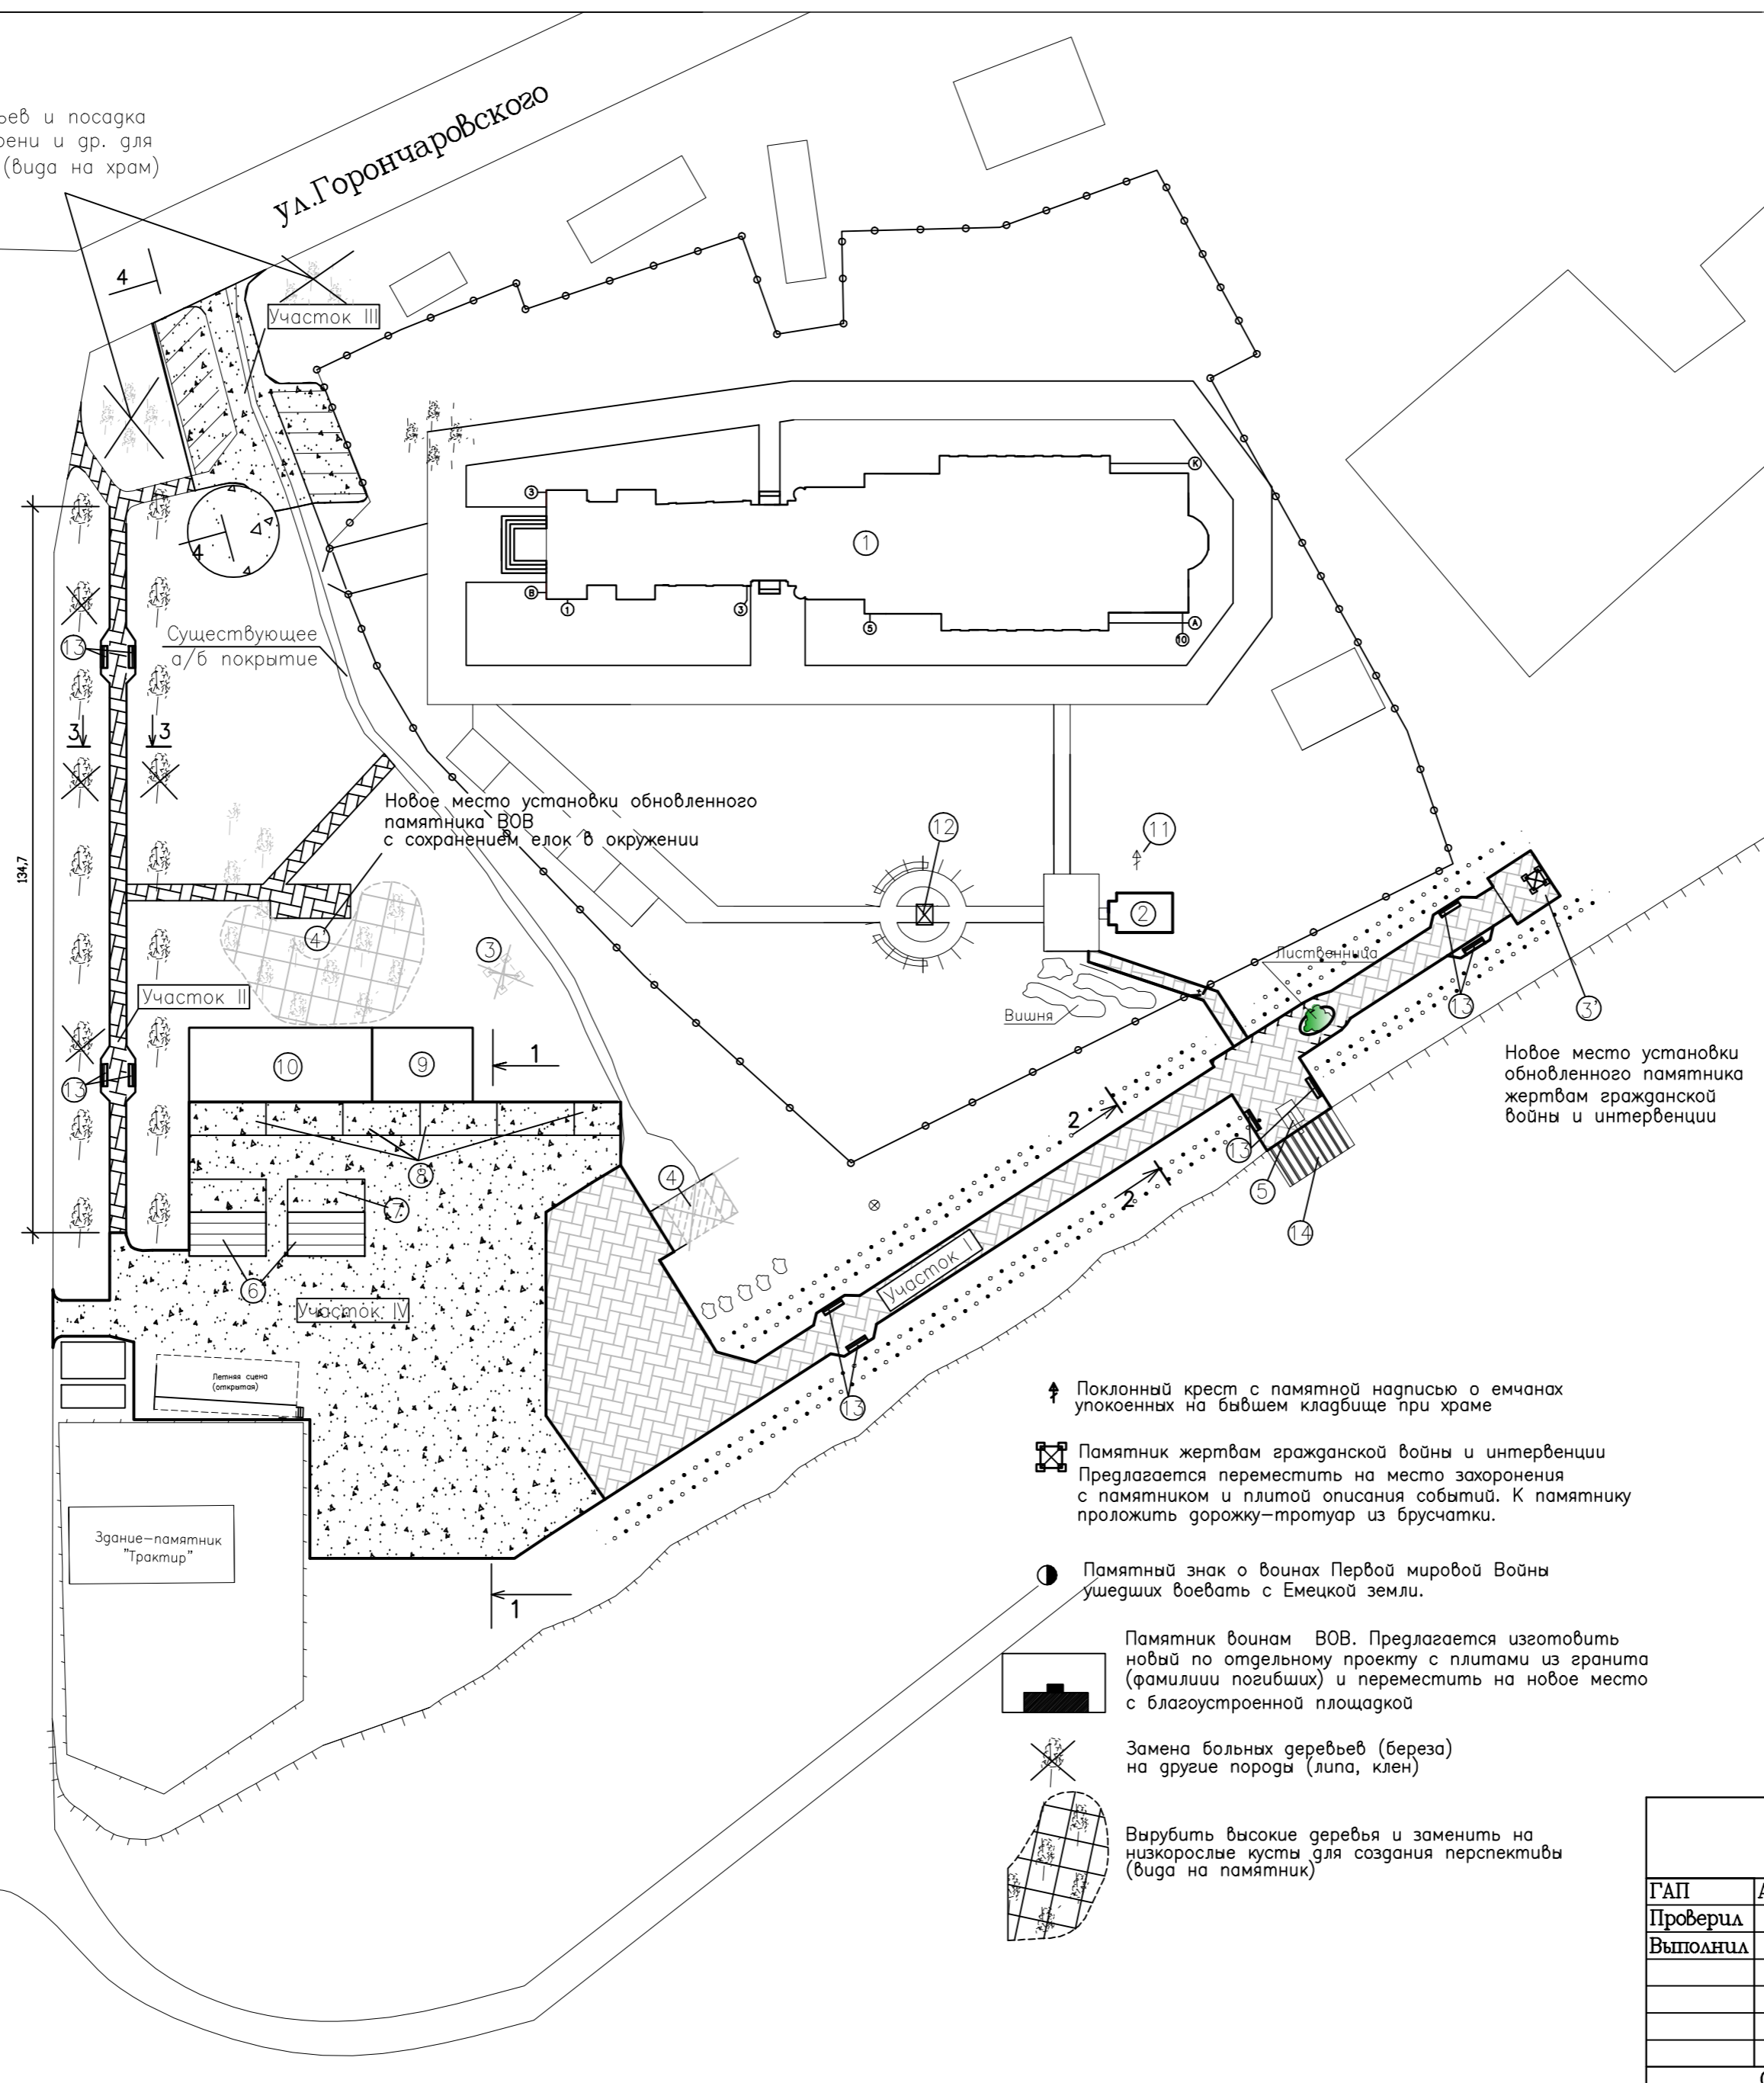 ул.Горончаровского
и посадка
и др. для
(вида на храм)
4
Участок III
К
3
1
4
В
1
3
5
А
10
Существующее
а/б покрытие
13
3
3
134,7
Новое место установки обновленного
памятника ВОВ
с сохранением елок в окружении
12
11
2
4'
3
Лиственница
Участок II
Вишня
13
3'
Новое место установки
обновленного памятника
жертвам гражданской
войны и интервенции
10
9
1
13
2
13
8
4
7
5
2
14
6
Участок I
Участок IV
Летняя сцена
(открытая)
13
Здание-памятник
"Трактир"
1
Поклонный крест с памятной надписью о емчанах
упокоенных на бывшем кладбище при храме
Памятник жертвам гражданской войны и интервенции
Предлагается переместить на место захоронения
с памятником и плитой описания событий. К памятнику
проложить дорожку-тротуар из брусчатки.
Памятный знак о воинах Первой мировой Войны
ушедших воевать с Емецкой земли.
Памятник воинам ВОВ. Предлагается изготовить
новый по отдельному проекту с плитами из гранита
(фамилиии погибших) и переместить на новое место
с благоустроенной площадкой
Замена больных деревьев (береза)
на другие породы (липа, клен)
Вырубить высокие деревья и заменить на
низкорослые кусты для создания перспективы
(вида на памятник)
ГАП
Проверил
Выполнил